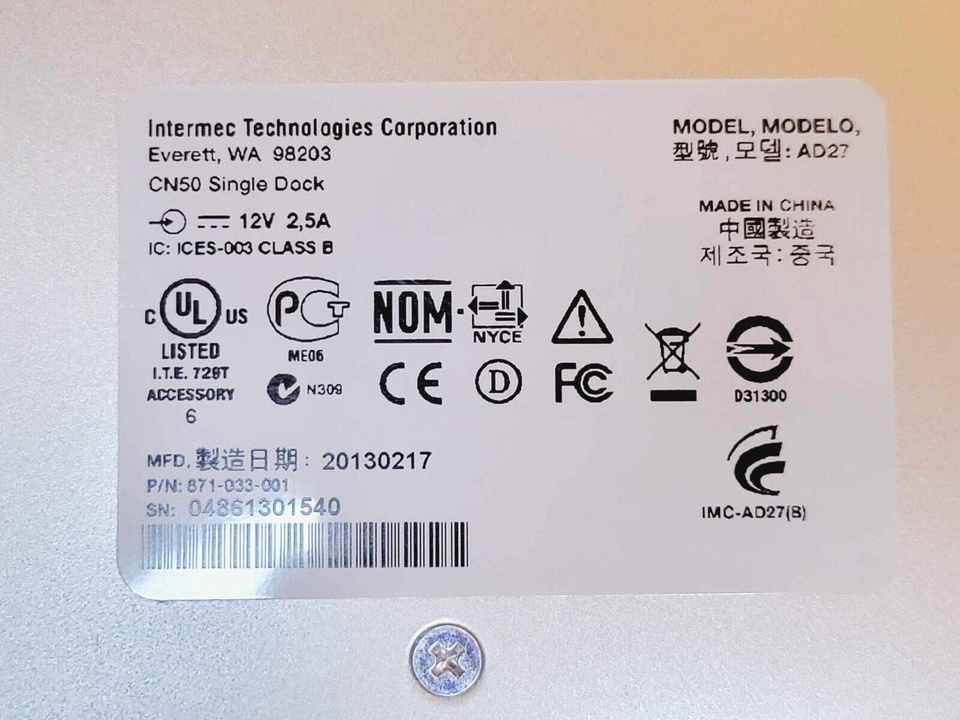 Intermec Technologies Corporation
Everett, WA 98203
CN50 Single Dock
12V 2,5A
IC: ICES-003 CLASS B
MODEL, MODELO,
型號,모델: AD27
MADE IN CHINA
中國製造
제조국: 중국
C UL US
LISTED
I.T.E. 729T
ACCESSORY
6
PCT
ME06
N309
NOM
NYCE
CE
D
FC
D31300
IMC-AD27(B)
MFD. 製造日期: 20130217
P/N: 871-033-001
SN: 04861301540